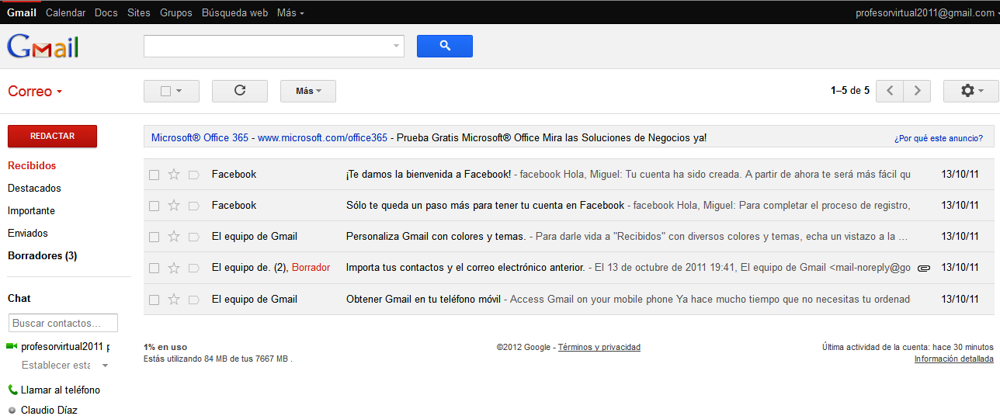 Gmail Calendar Docs Sites Grupos Búsqueda web Más profesorvirtual2011@gmail.com
Gmail
Correo Más 1–5 de 5
REDACTAR
Microsoft® Office 365 - www.microsoft.com/office365 - Prueba Gratis Microsoft® Office Mira las Soluciones de Negocios ya! ¿Por qué este anuncio?
Recibidos
Destacados
Importante
Enviados
Borradores (3)
Facebook ¡Te damos la bienvenida a Facebook! - facebook Hola, Miguel: Tu cuenta ha sido creada. A partir de ahora te será más fácil qu 13/10/11
Facebook Sólo te queda un paso más para tener tu cuenta en Facebook - facebook Hola, Miguel: Para completar el proceso de registro, 13/10/11
El equipo de Gmail Personaliza Gmail con colores y temas. - Para darle vida a "Recibidos" con diversos colores y temas, echa un vistazo a la ... 13/10/11
El equipo de. (2), Borrador Importa tus contactos y el correo electrónico anterior. - El 13 de octubre de 2011 19:41, El equipo de Gmail <mail-noreply@go 13/10/11
El equipo de Gmail Obtener Gmail en tu teléfono móvil - Access Gmail on your mobile phone Ya hace mucho tiempo que no necesitas tu ordenad 13/10/11
Chat
Buscar contactos...
profesorvirtual2011 p
Establecer esta
Llamar al teléfono
Claudio Díaz
1% en uso
Estás utilizando 84 MB de tus 7667 MB .
©2012 Google - Términos y privacidad
Última actividad de la cuenta: hace 30 minutos
Información detallada